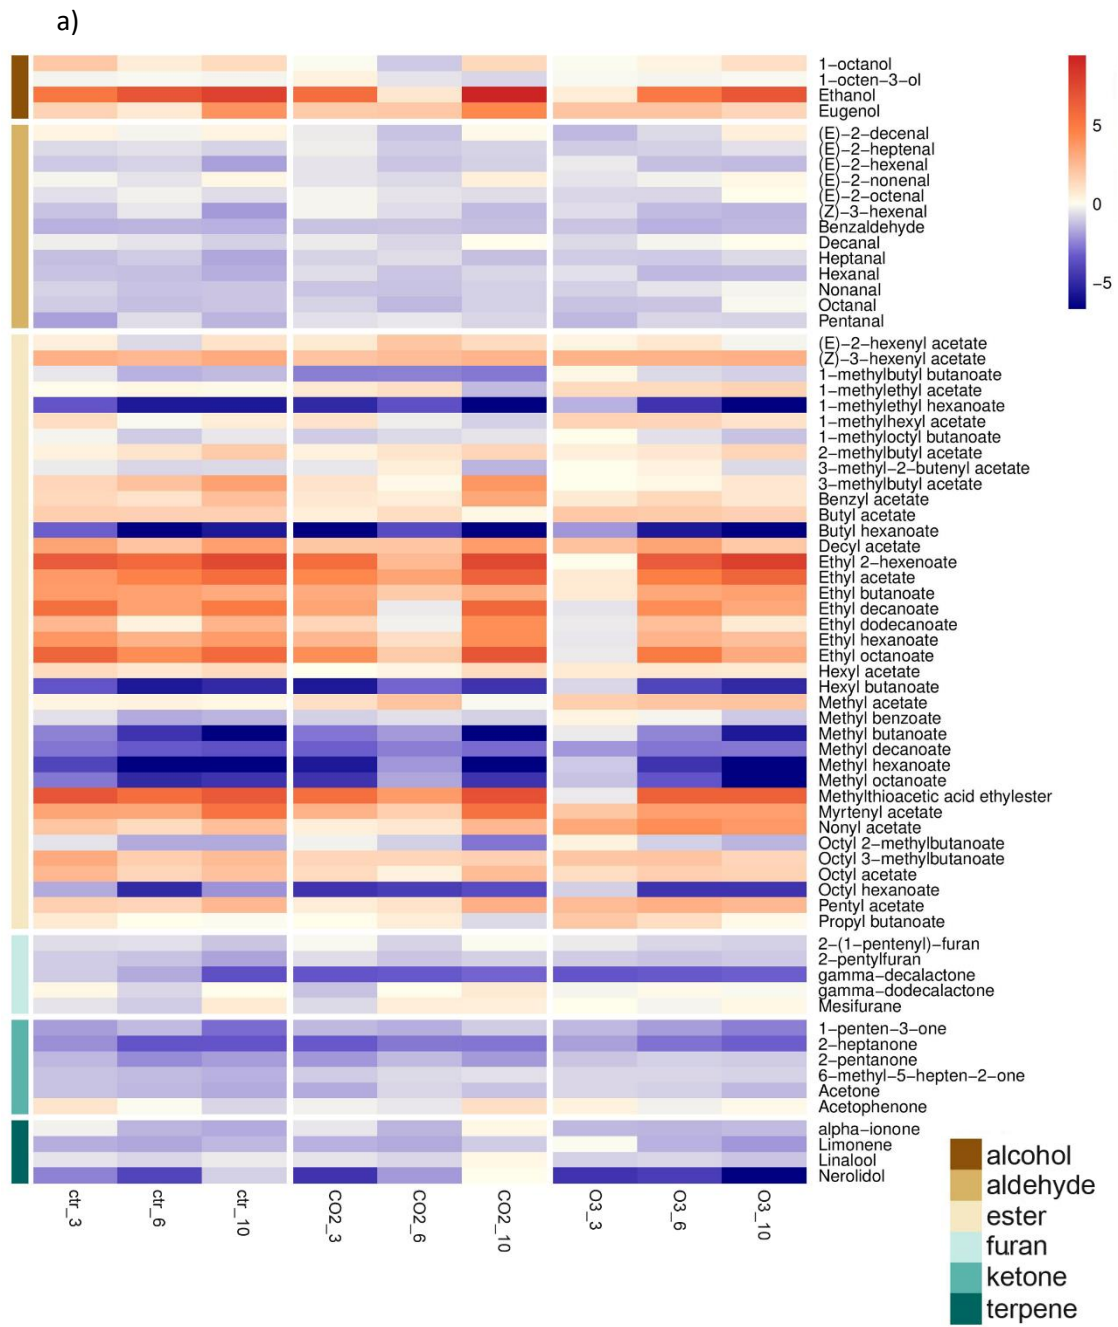 a)
1−octanol
1−octen−3−ol
Ethanol
Eugenol
(E)−2−decenal
(E)−2−heptenal
(E)−2−hexenal
(E)−2−nonenal
(E)−2−octenal
(Z)−3−hexenal
Benzaldehyde
Decanal
Heptanal
Hexanal
Nonanal
Octanal
Pentanal
(E)−2−hexenyl acetate
(Z)−3−hexenyl acetate
1−methylbutyl butanoate
1−methylethyl acetate
1−methylethyl hexanoate
1−methylhexyl acetate
1−methyloctyl butanoate
2−methylbutyl acetate
3−methyl−2−butenyl acetate
3−methylbutyl acetate
Benzyl acetate
Butyl acetate
Butyl hexanoate
Decyl acetate
Ethyl 2−hexenoate
Ethyl acetate
Ethyl butanoate
Ethyl decanoate
Ethyl dodecanoate
Ethyl hexanoate
Ethyl octanoate
Hexyl acetate
Hexyl butanoate
Methyl acetate
Methyl benzoate
Methyl butanoate
Methyl decanoate
Methyl hexanoate
Methyl octanoate
Methylthioacetic acid ethylester
Myrtenyl acetate
Nonyl acetate
Octyl 2−methylbutanoate
Octyl 3−methylbutanoate
Octyl acetate
Octyl hexanoate
Pentyl acetate
Propyl butanoate
2−(1−pentenyl)−furan
2−pentylfuran
gamma−decalactone
gamma−dodecalactone
Mesifurane
1−penten−3−one
2−heptanone
2−pentanone
6−methyl−5−hepten−2−one
Acetone
Acetophenone
alpha−ionone
Limonene
Linalool
Nerolidol
ctr_3
ctr_6
ctr_10
CO2_3
CO2_6
CO2_10
O3_3
O3_6
O3_10
5
0
−5
alcohol
aldehyde
ester
furan
ketone
terpene